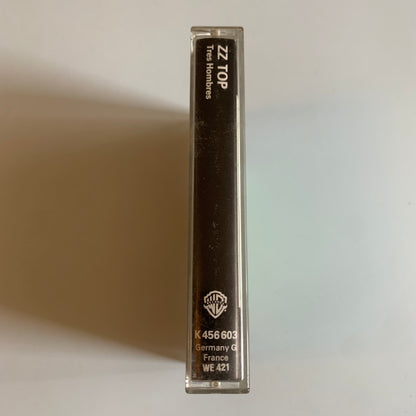 ZZ TOP
Tres Hombres
K 456 603
Germany G
France
WE 421